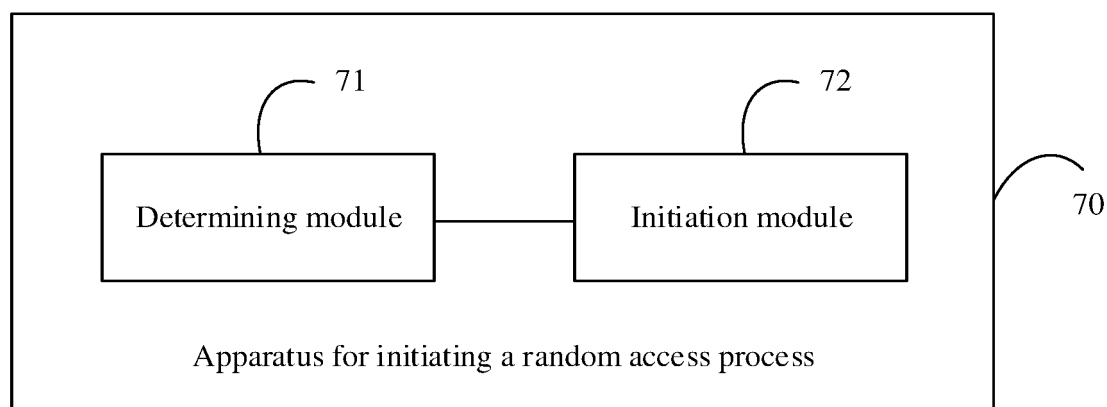 71
72
Determining module
Initiation module
70
Apparatus for initiating a random access process